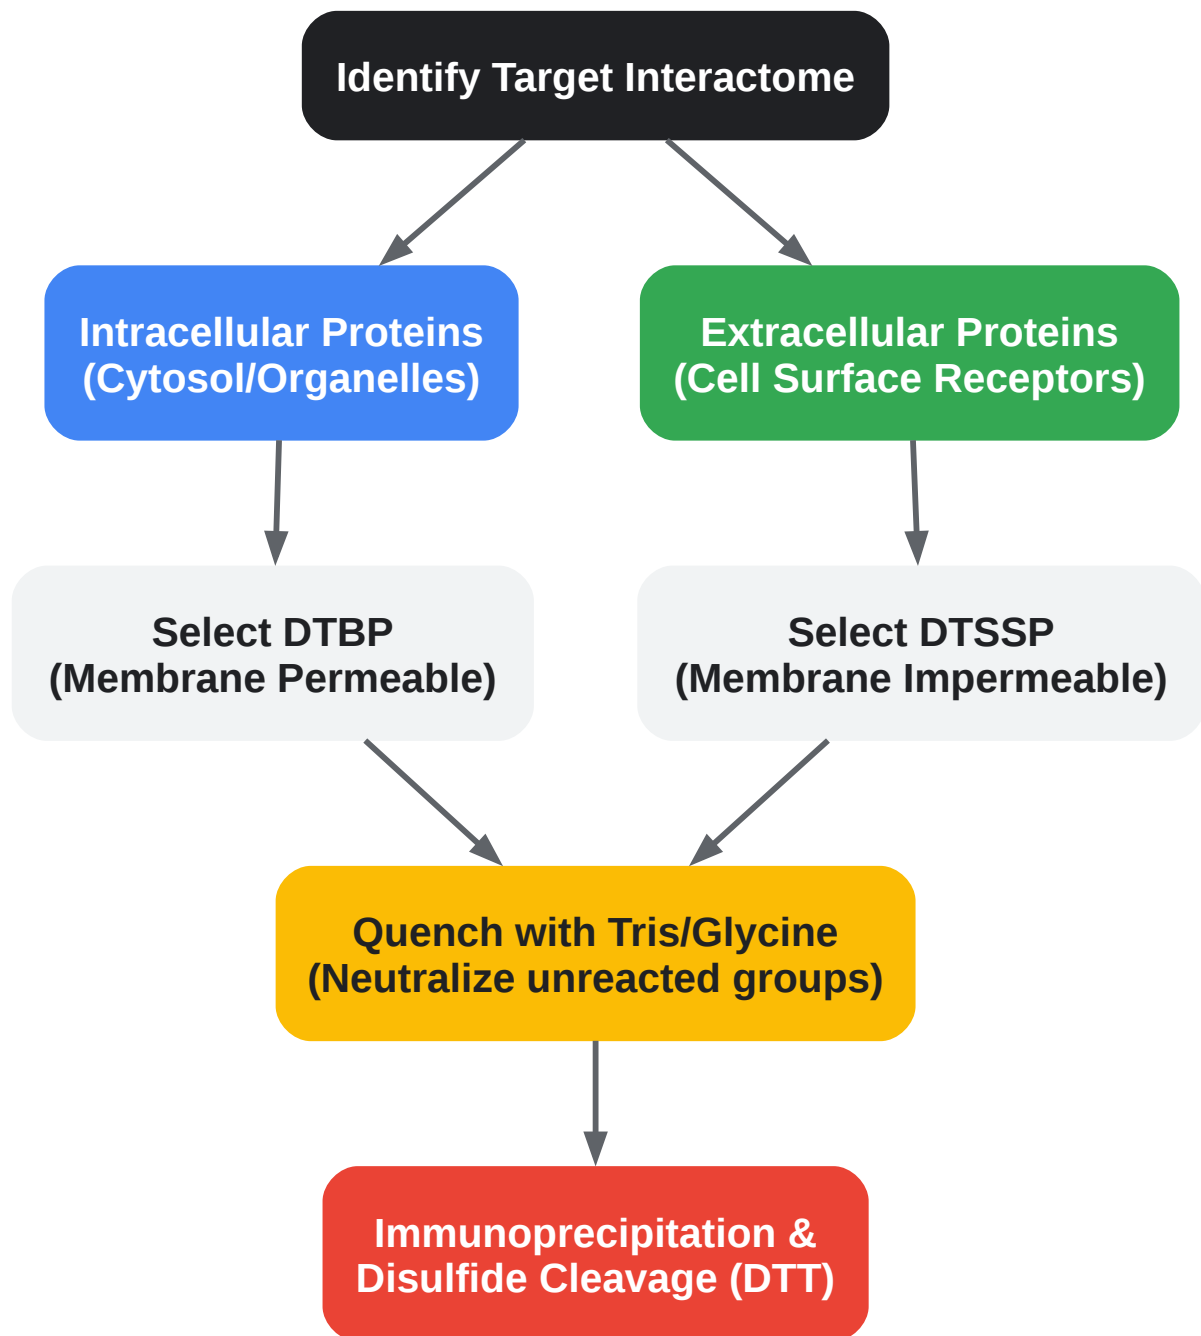 Identify Target Interactome
Intracellular Proteins
(Cytosol/Organelles)
Extracellular Proteins
(Cell Surface Receptors)
Select DTBP
(Membrane Permeable)
Select DTSSP
(Membrane Impermeable)
Quench with Tris/Glycine
(Neutralize unreacted groups)
Immunoprecipitation &
Disulfide Cleavage (DTT)